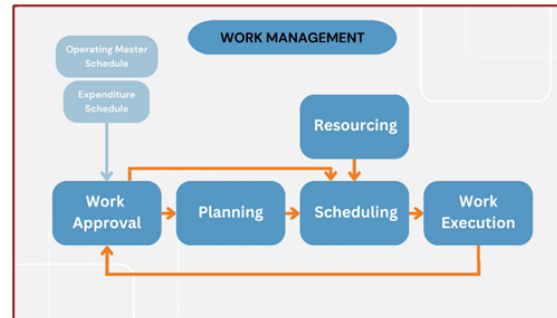 WORK MANAGEMENT
Operating Master
Schedule
Expenditure
Schedule
Resourcing
Work
Approval
Planning
Scheduling
Work
Execution